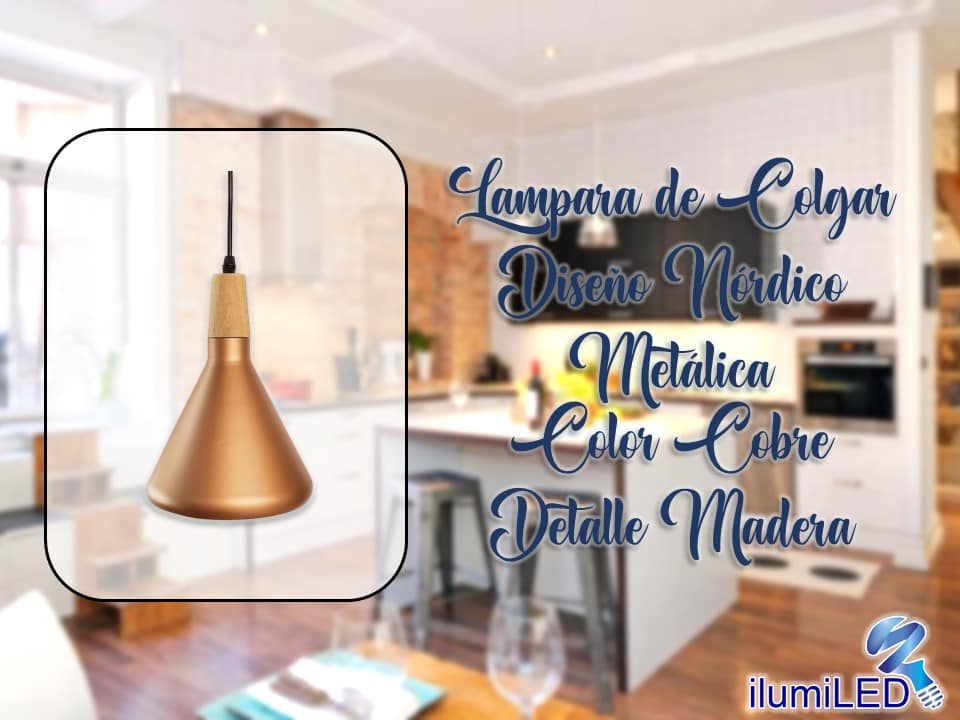 Lampara de Colgar
Diseño Nórdico
Metálica
Color Cobre
Detalle Madera
ilumiLED